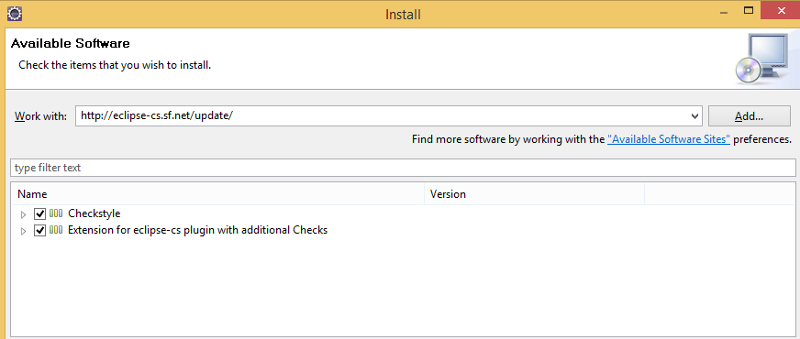 Install
Available Software
Check the items that you wish to install.
Work with: http://eclipse-cs.sf.net/update/ Add...
Find more software by working with the "Available Software Sites" preferences.
type filter text
Name Version
Checkstyle
Extension for eclipse-cs plugin with additional Checks